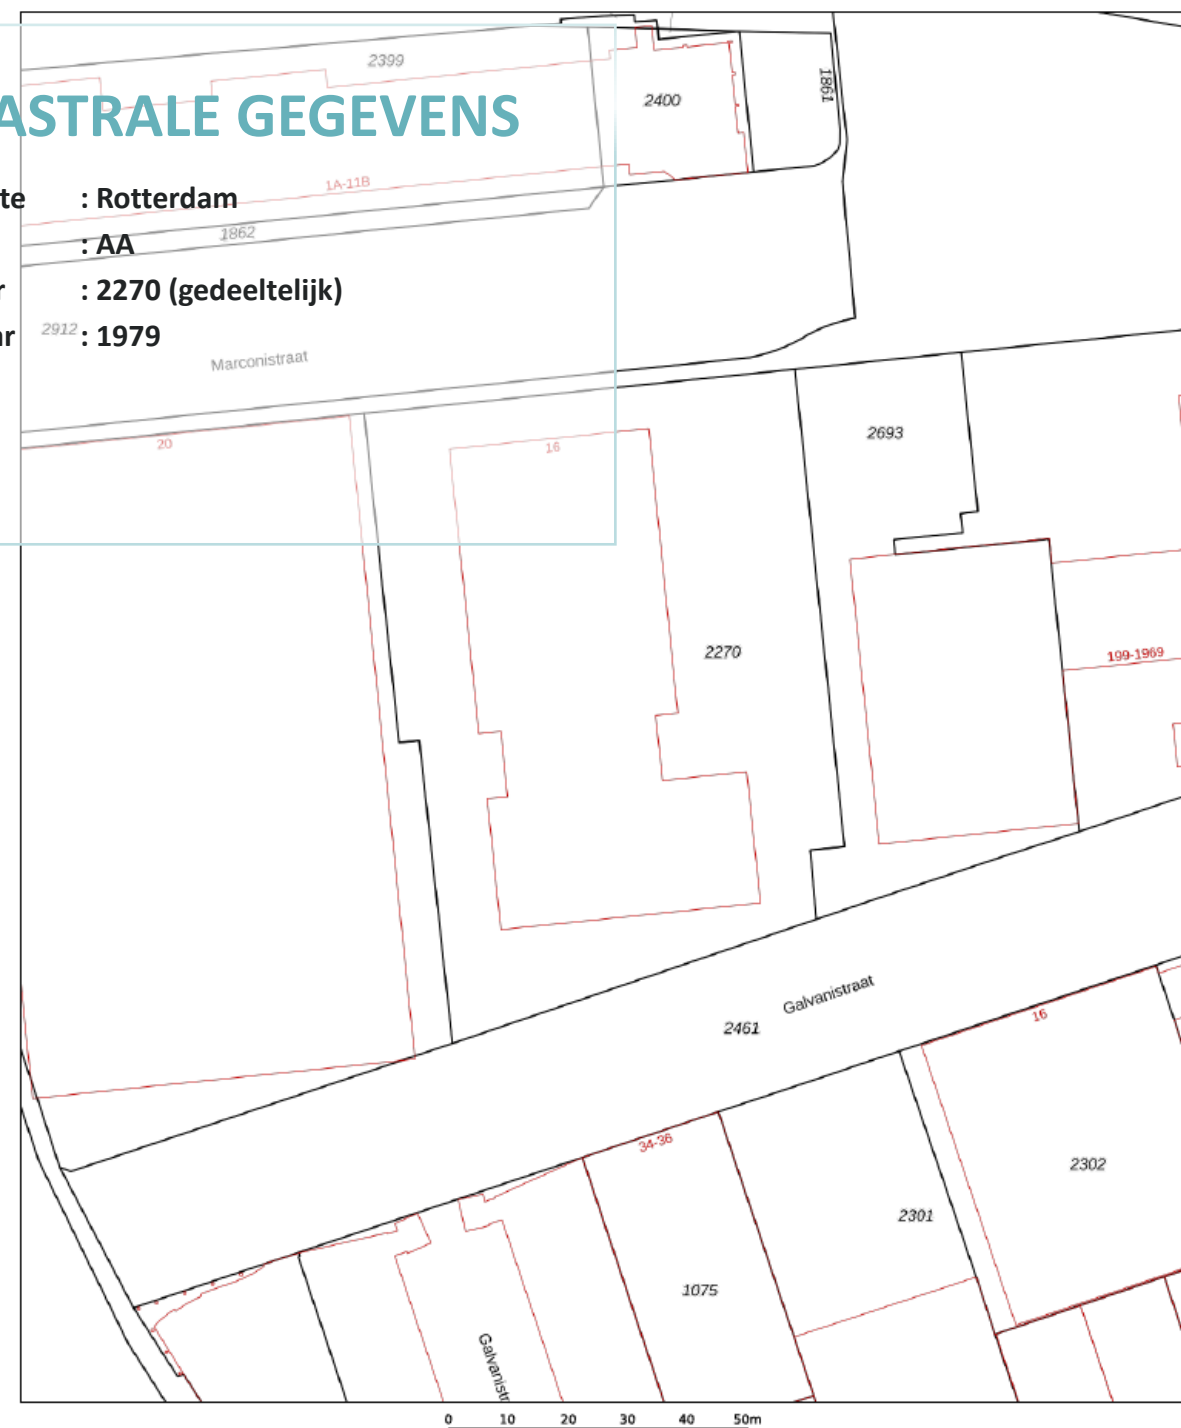 2399
1861
2400
ASTRALE GEGEVENS
1A-11B
te : Rotterdam
1862
: AA
r : 2270 (gedeeltelijk)
2912
ar : 1979
Marconistraat
20
16
2693
2270
199-1969
Galvanistraat
2461
16
34-36
2302
2301
1075
Galvanistr
0 10 20 30 40 50m